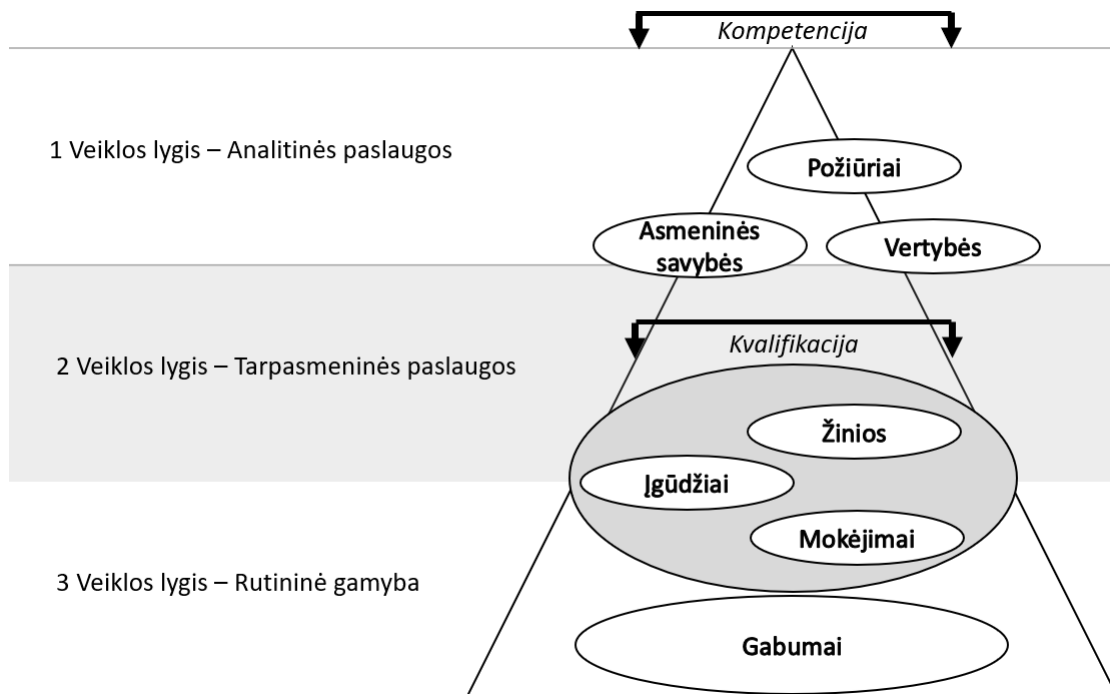 Kompetencija
1 Veiklos lygis – Analitinės paslaugos
Požiūriai
Asmeninės
savybės
Vertybės
Kvalifikacija
2 Veiklos lygis – Tarpasmeninės paslaugos
Žinios
Įgūdžiai
Mokėjimai
3 Veiklos lygis – Rutininė gamyba
Gabumai